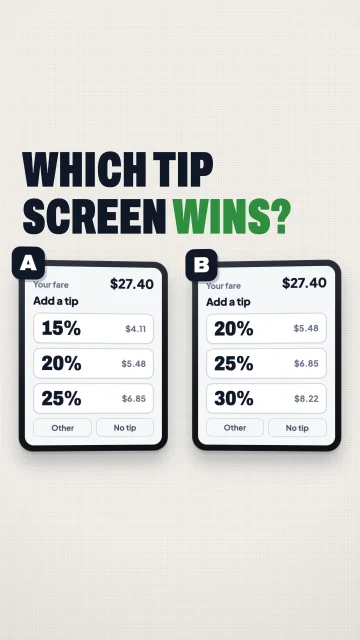 WHICH TIP
SCREEN WINS?
A
Your fare $27.40
Add a tip
15% $4.11
20% $5.48
25% $6.85
Other No tip
B
Your fare $27.40
Add a tip
20% $5.48
25% $6.85
30% $8.22
Other No tip